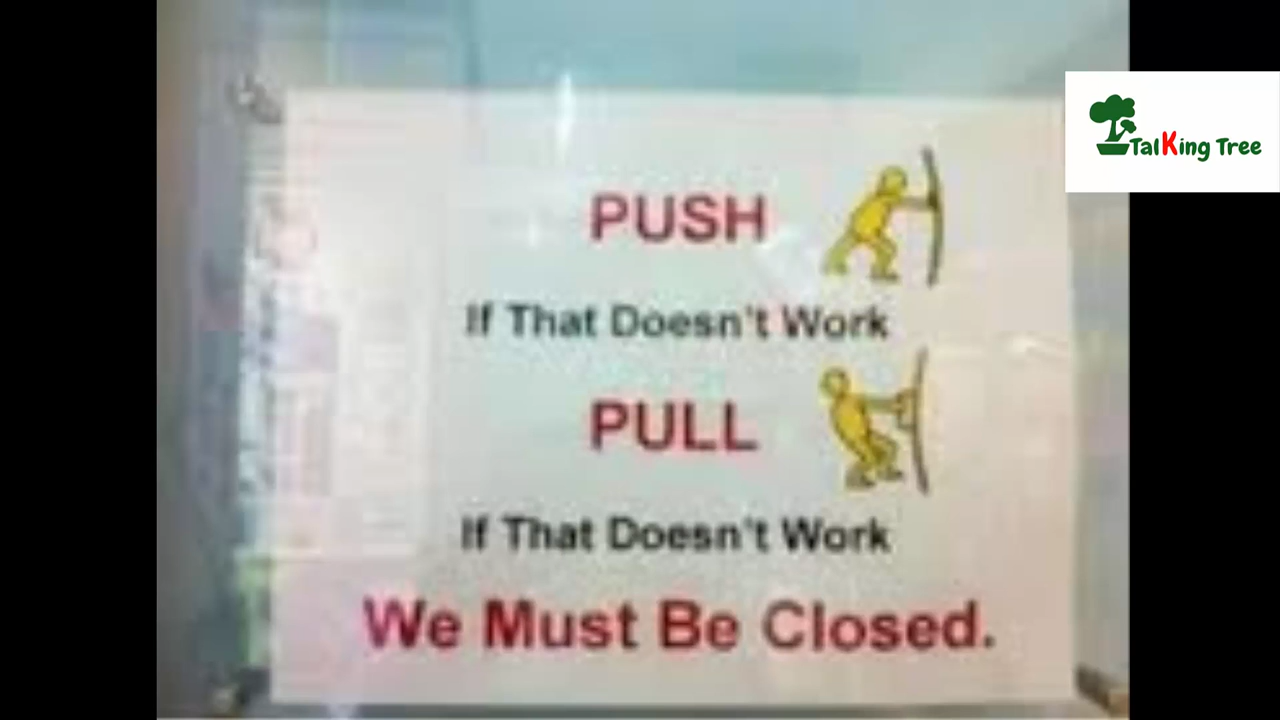 TalKing Tree
PUSH
If That Doesn't Work
PULL
If That Doesn't Work
We Must Be Closed.